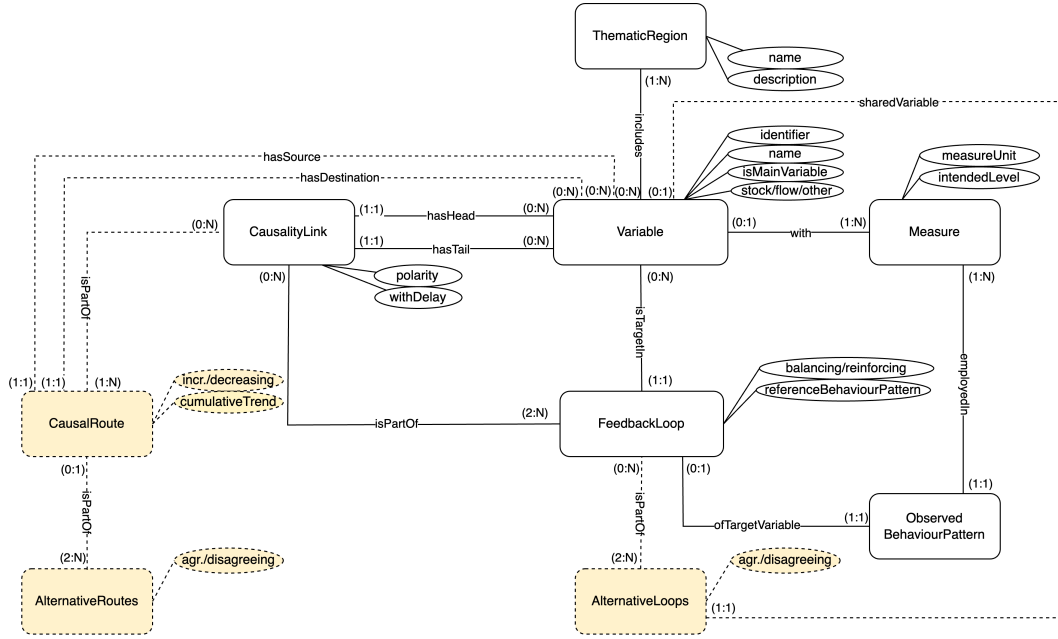 ThematicRegion
name
description
(1:N)
includes
sharedVariable
identifier
name
isMainVariable
stock/flow/other
measureUnit
intendedLevel
hasSource
hasDestination
(0:N)
(0:N)
(0:N)
(0:1)
CausalityLink
(0:N)
(1:1)
hasHead
(0:N)
(1:1)
hasTail
(0:N)
Variable
(0:1)
with
(1:N)
Measure
(0:N)
polarity
withDelay
(0:N)
(1:N)
isPartOf
isTargetIn
employedIn
(1:1)
(1:1)
(1:N)
incr./decreasing
cumulativeTrend
CausalRoute
(1:1)
balancing/reinforcing
referenceBehaviourPattern
isPartOf
(2:N)
FeedbackLoop
(0:1)
(0:N)
(0:1)
isPartOf
isPartOf
ofTargetVariable
(1:1)
(1:1)
Observed
BehaviourPattern
(2:N)
agr./disagreeing
AlternativeRoutes
(2:N)
agr./disagreeing
AlternativeLoops
(1:1)